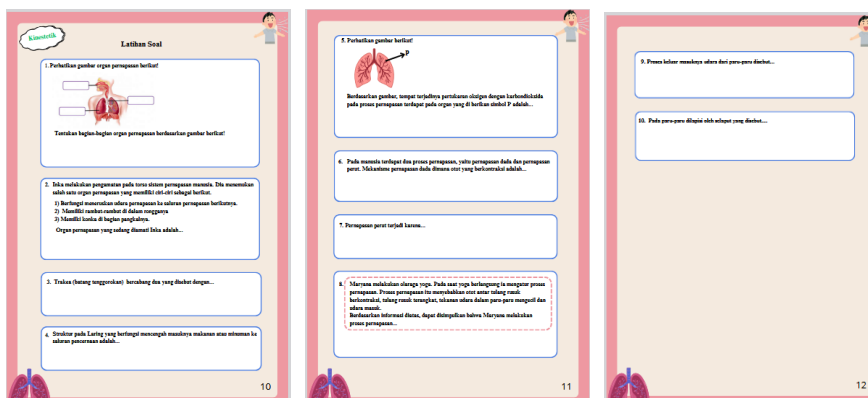 Kinestetik
Latihan Soal
1. Perhatikan gambar organ pernapasan berikut!
Tentukan bagian-bagian organ pernapasan berdasarkan gambar berikut!
2. Inka melakukan pengamatan pada torso sistem pernapasan manusia. Dia menemukan
salah satu organ pernapasan yang memiliki ciri-ciri sebagai berikut.
1) Berfungsi meneruskan udara pernapasan ke saluran pernapasan berikutnya.
2) Memiliki rambut-rambut di dalam rongganya
3) Memiliki konka di bagian pangkalnya.
Organ pernapasan yang sedang diamati Inka adalah...
3. Trakea (batang tenggorokan) bercabang dua yang disebut dengan...
4. Struktur pada Laring yang berfungsi mencengah masuknya makanan atau minuman ke
saluran pencernaan adalah...
10
5. Perhatikan gambar berikut!
P
Berdasarkan gambar, tempat terjadinya pertukaran oksigen dengan karbondioksida
pada proses pernapasan terdapat pada organ yang di berikan simbol P adalah...
6. Pada manusia terdapat dua proses pernapasan, yaitu pernapasan dada dan pernapasan
perut. Mekanisme pernapasan dada dimana otot yang berkontraksi adalah...
7. Pernapasan perut terjadi karena...
8. Maryana melakukan olaraga yoga. Pada saat yoga berlangsung ia mengatur proses
pernapasan. Proses pernapasan itu menyebabkan otot antar tulang rusuk
berkontraksi, tulang rusuk terangkat, tekanan udara dalam paru-paru mengecil dan
udara masuk.
Berdasarkan informasi diatas, dapat disimpulkan bahwa Maryana melakukan
proses pernapasan...
11
9. Proses keluar masuknya udara dari paru-paru disebut...
10. Pada paru-paru dilapisi oleh selaput yang disebut....
12